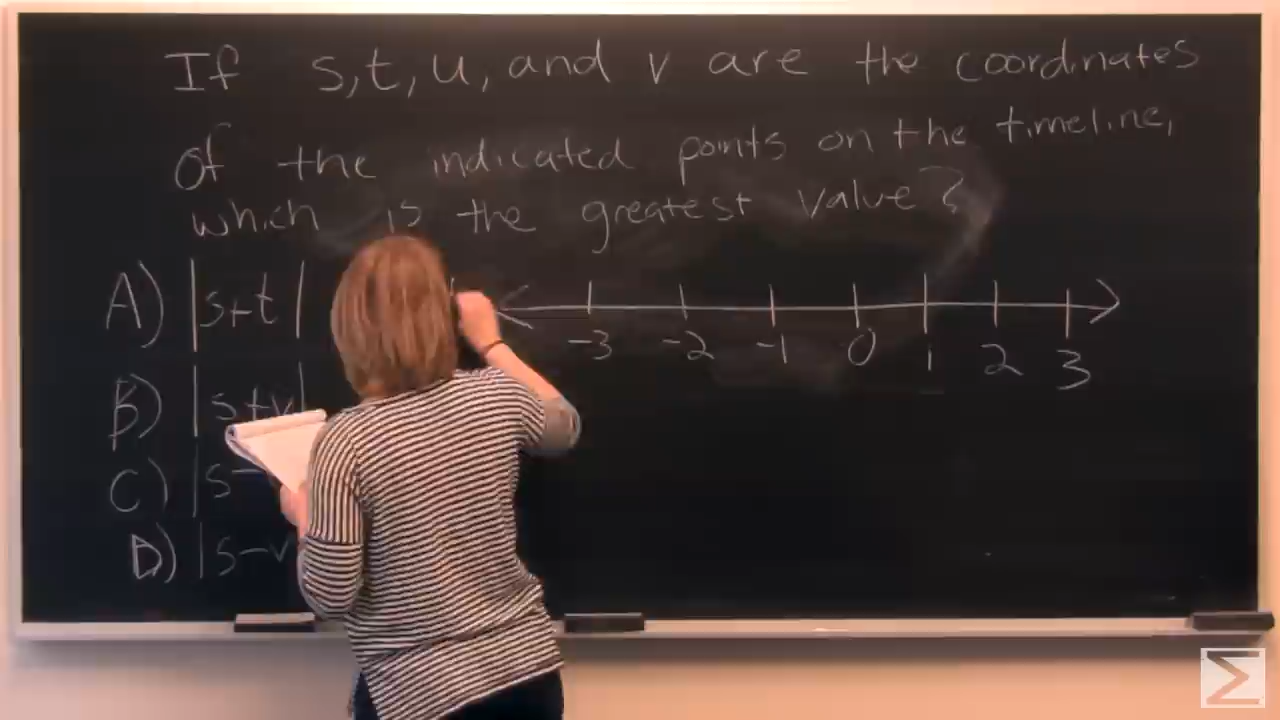 If s, t, u, and v are the coordinates
of the indicated points on the timeline,
which is the greatest value?
A) |s+t|
B) |s+v|
C) |s-
D) |s-v
-3 -2 -1 0 1 2 3
Σ